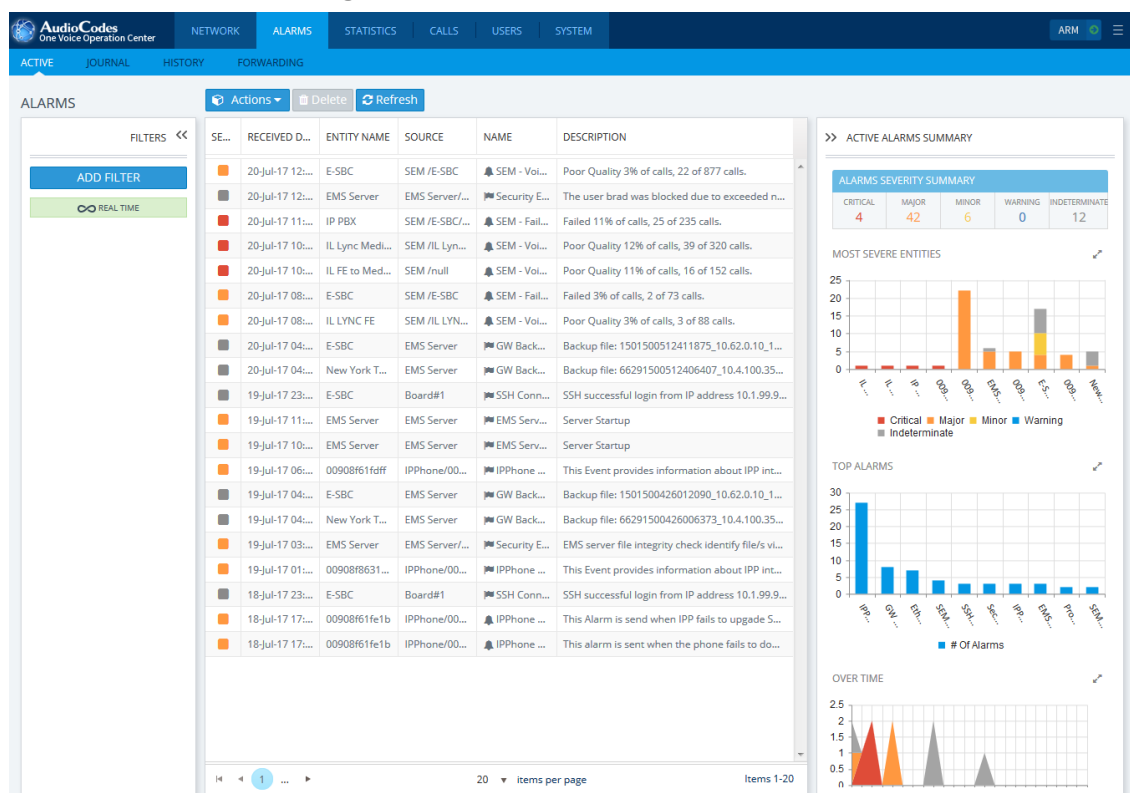 AudioCodes
One Voice Operation Center
NETWORK ALARMS STATISTICS CALLS USERS SYSTEM
ARM
ACTIVE JOURNAL HISTORY FORWARDING
ALARMS
Actions Delete Refresh
FILTERS
ADD FILTER
REAL TIME
SE... RECEIVED D... ENTITY NAME SOURCE NAME DESCRIPTION
20-Jul-17 12:... E-SBC SEM /E-SBC SEM - Voi... Poor Quality 3% of calls, 22 of 877 calls.
20-Jul-17 12:... EMS Server EMS Server/... Security E... The user brad was blocked due to exceeded n...
20-Jul-17 11:... IP PBX SEM /E-SBC/... SEM - Fail... Failed 11% of calls, 25 of 235 calls.
20-Jul-17 10:... IL Lync Medi... SEM /IL Lyn... SEM - Voi... Poor Quality 12% of calls, 39 of 320 calls.
20-Jul-17 10:... IL FE to Med... SEM /null SEM - Voi... Poor Quality 11% of calls, 16 of 152 calls.
20-Jul-17 08:... E-SBC SEM /E-SBC SEM - Fail... Failed 3% of calls, 2 of 73 calls.
20-Jul-17 08:... IL LYNC FE SEM /IL LYN... SEM - Voi... Poor Quality 3% of calls, 3 of 88 calls.
20-Jul-17 04:... E-SBC EMS Server GW Back... Backup file: 1501500512411875_10.62.0.10_1...
20-Jul-17 04:... New York T... EMS Server GW Back... Backup file: 66291500512406407_10.4.100.35...
19-Jul-17 23:... E-SBC Board#1 SSH Conn... SSH successful login from IP address 10.1.99.9...
19-Jul-17 11:... EMS Server EMS Server EMS Serv... Server Startup
19-Jul-17 10:... EMS Server EMS Server EMS Serv... Server Startup
19-Jul-17 06:... 00908f61fdff IPPhone/00... IPPhone ... This Event provides information about IPP int...
19-Jul-17 04:... E-SBC EMS Server GW Back... Backup file: 1501500426012090_10.62.0.10_1...
19-Jul-17 04:... New York T... EMS Server GW Back... Backup file: 66291500426006373_10.4.100.35...
19-Jul-17 03:... EMS Server EMS Server/... Security E... EMS server file integrity check identify file/s vi...
19-Jul-17 01:... 00908f8631... IPPhone/00... IPPhone ... This Event provides information about IPP int...
18-Jul-17 23:... E-SBC Board#1 SSH Conn... SSH successful login from IP address 10.1.99.9...
18-Jul-17 17:... 00908f61fe1b IPPhone/00... IPPhone ... This Alarm is send when IPP fails to upgade S...
18-Jul-17 17:... 00908f61fe1b IPPhone/00... IPPhone ... This alarm is sent when the phone fails to do...
1 ... 20 items per page Items 1-20
ACTIVE ALARMS SUMMARY
ALARMS SEVERITY SUMMARY
CRITICAL MAJOR MINOR WARNING INDETERMINATE
4 42 6 0 12
MOST SEVERE ENTITIES
25
20
15
10
5
0
IL ... IL ... IP ... 009... 009... EMS... 009... E-S... 009... New...
Critical Major Minor Warning
Indeterminate
TOP ALARMS
30
25
20
15
10
5
0
IPP... GW ... Eth... SEM... SSH... Sec... IPP... EMS... Pro... SEM...
# Of Alarms
OVER TIME
2.5
2
1.5
1
0.5
0